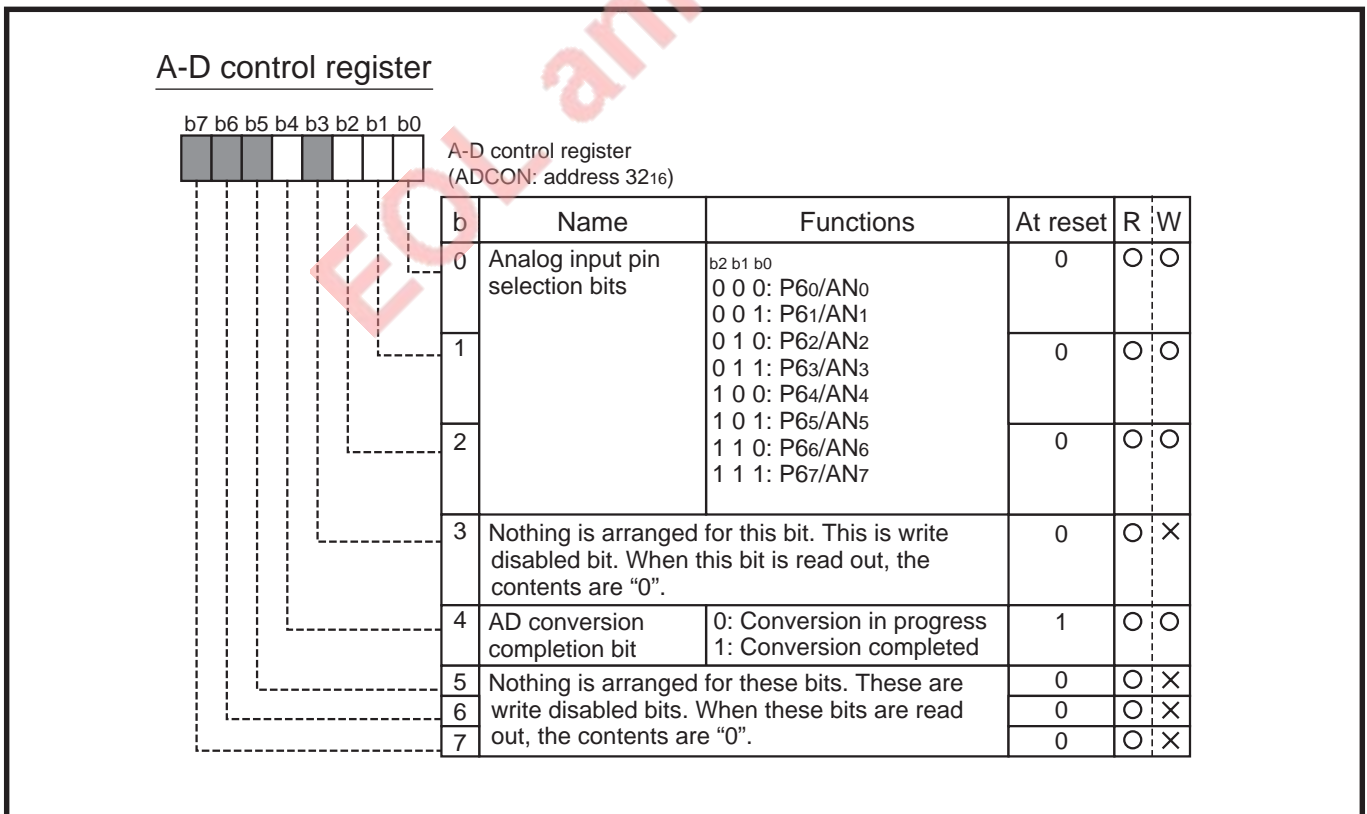 EOL an
A-D control register
b7 b6 b5 b4 b3 b2 b1 b0
A-D control register
(ADCON: address 3216)
b Name Functions At reset R W
0 Analog input pin selection bits b2 b1 b0 0 O O
0 0 0: P60/AN0
0 0 1: P61/AN1
0 1 0: P62/AN2
1 0 O O
0 1 1: P63/AN3
1 0 0: P64/AN4
1 0 1: P65/AN5
2 0 O O
1 1 0: P66/AN6
1 1 1: P67/AN7
3 Nothing is arranged for this bit. This is write 0 O ×
disabled bit. When this bit is read out, the
contents are “0”.
4 AD conversion 0: Conversion in progress 1 O O
completion bit 1: Conversion completed
5 Nothing is arranged for these bits. These are 0 O ×
6 write disabled bits. When these bits are read 0 O ×
7 out, the contents are “0”. 0 O ×